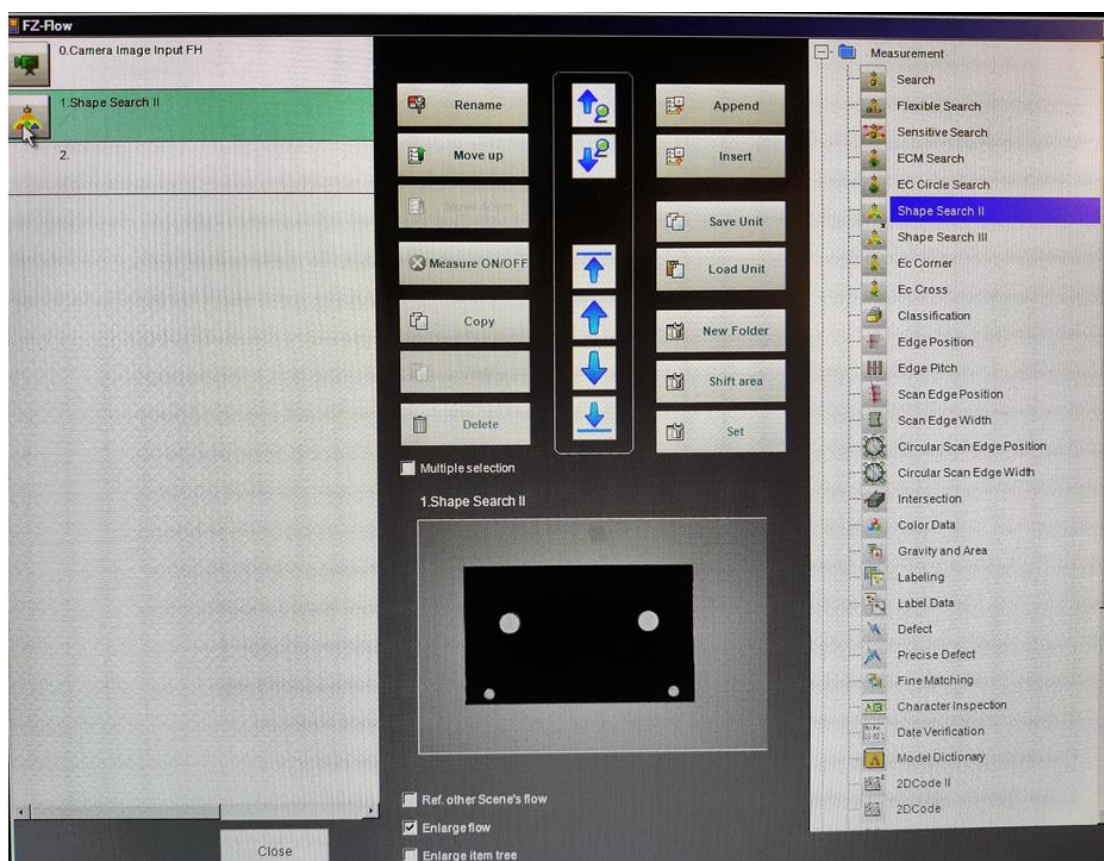 FZ-Flow
0.Camera Image Input FH
1.Shape Search II
2.
Rename
Move up
Measure ON/OFF
Copy
Delete
Append
Insert
Save Unit
Load Unit
New Folder
Shift area
Set
Multiple selection
1.Shape Search II
Ref. other Scene's flow
Enlarge flow
Enlarge item tree
Close
Measurement
Search
Flexible Search
Sensitive Search
ECM Search
EC Circle Search
Shape Search II
Shape Search III
Ec Corner
Ec Cross
Classification
Edge Position
Edge Pitch
Scan Edge Position
Scan Edge Width
Circular Scan Edge Position
Circular Scan Edge Width
Intersection
Color Data
Gravity and Area
Labeling
Label Data
Defect
Precise Defect
Fine Matching
Character Inspection
Date Verification
Model Dictionary
2DCode II
2DCode